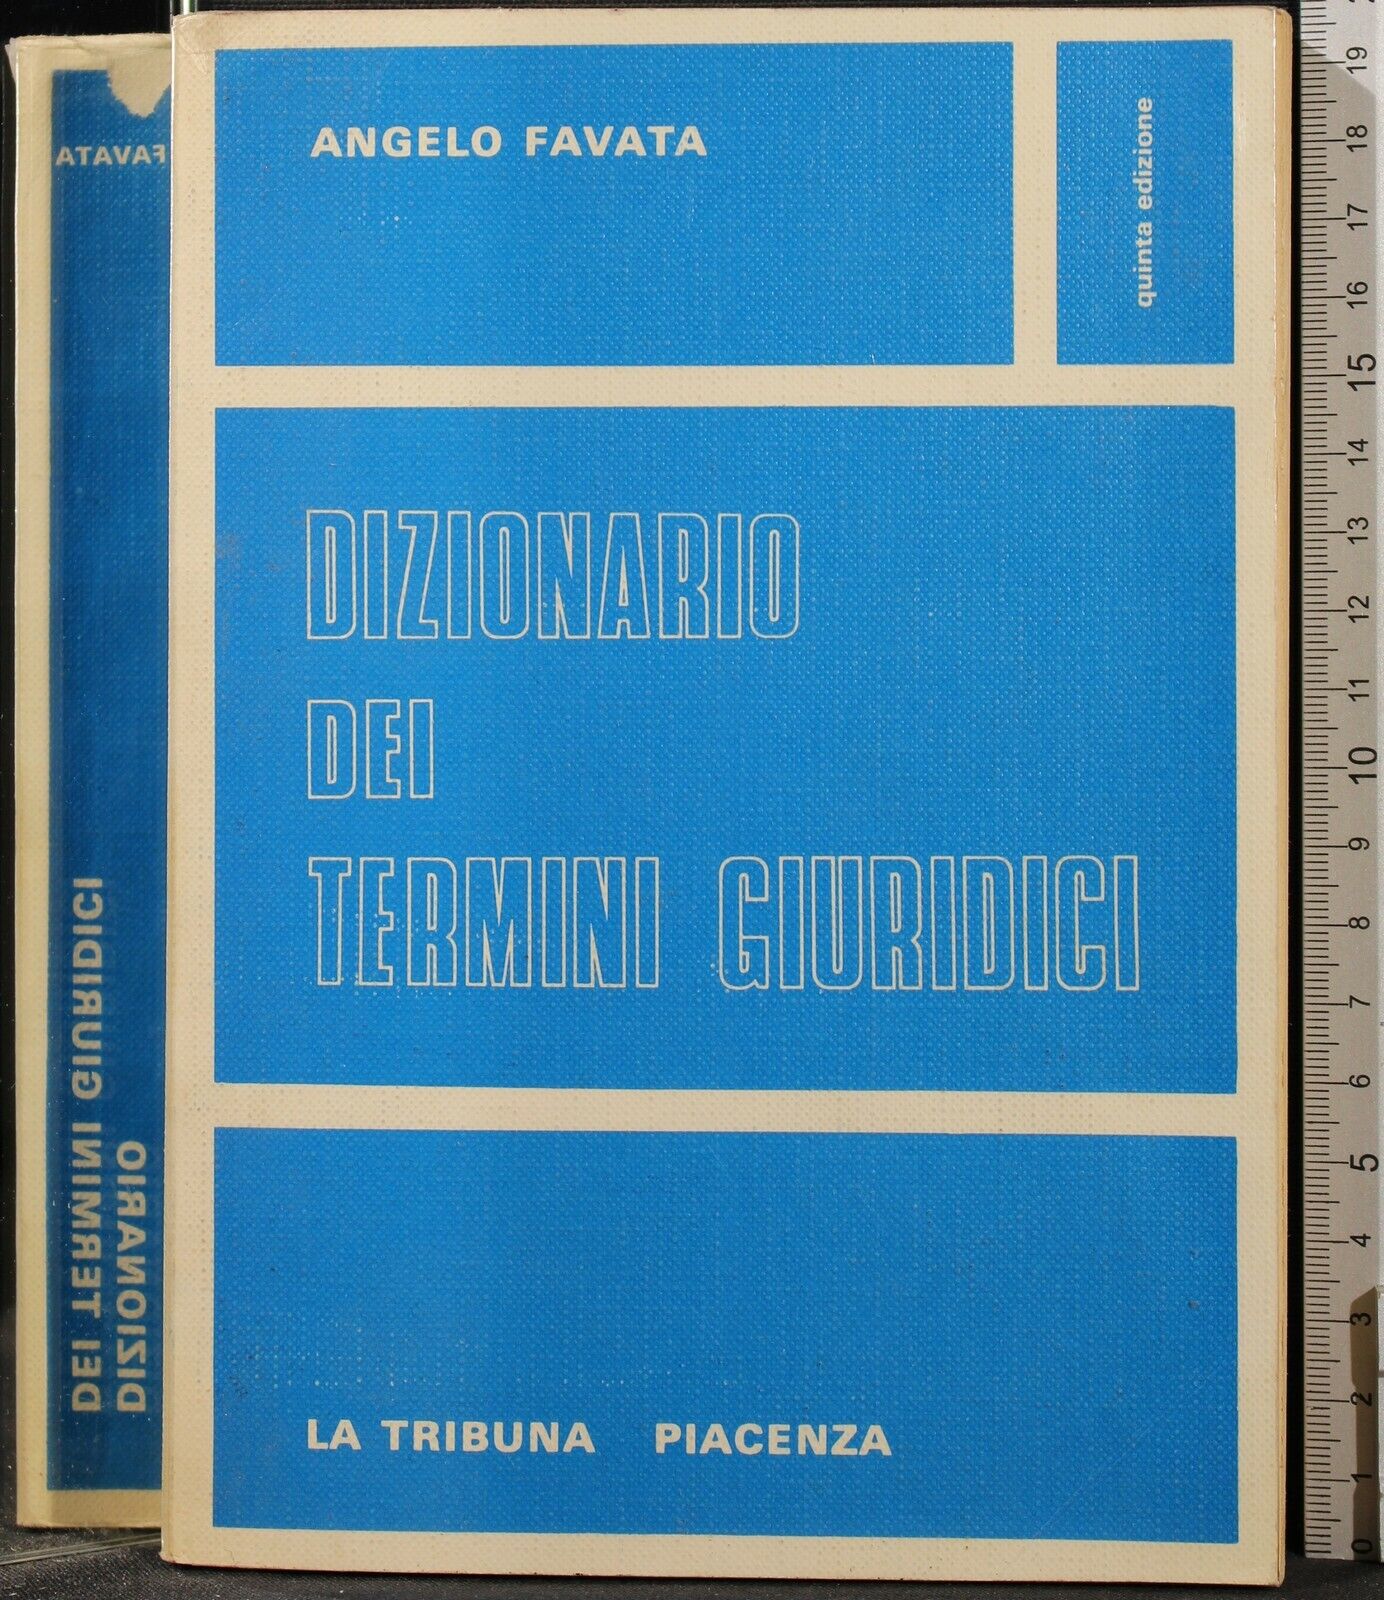 ANGELO FAVATA
quinta edizione
DIZIONARIO
DEI
TERMINI GIURIDICI
LA TRIBUNA PIACENZA
FAVATA
DIZIONARIO
DEI TERMINI GIURIDICI
19
18
17
16
15
14
13
12
11
10
9
8
7
6
5
4
3
2
1
0